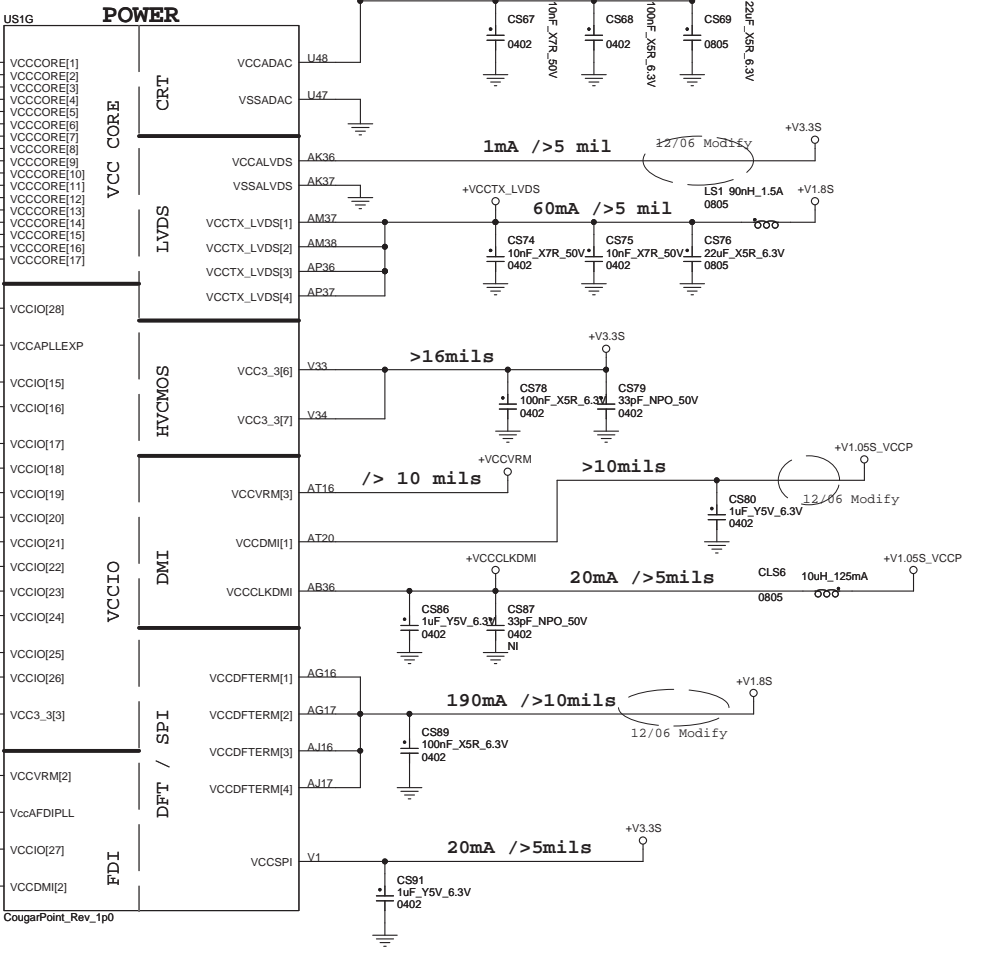 US1G
POWER
VCCCORE[1]
VCCCORE[2]
VCCCORE[3]
VCCCORE[4]
VCCCORE[5]
VCCCORE[6]
VCCCORE[7]
VCCCORE[8]
VCCCORE[9]
VCCCORE[10]
VCCCORE[11]
VCCCORE[12]
VCCCORE[13]
VCCCORE[14]
VCCCORE[15]
VCCCORE[16]
VCCCORE[17]
VCC CORE
VCCIO[28]
VCCAPLLEXP
VCCIO[15]
VCCIO[16]
VCCIO[17]
VCCIO[18]
VCCIO[19]
VCCIO[20]
VCCIO[21]
VCCIO[22]
VCCIO[23]
VCCIO[24]
VCCIO[25]
VCCIO[26]
VCC3_3[3]
VCCIO
VCCVRM[2]
VccAFDIPLL
VCCIO[27]
VCCDMI[2]
FDI
CougarPoint_Rev_1p0
CRT
VCCADAC U48
VSSADAC U47
CS67
0402
10nF_X7R_50V
CS68
0402
100nF_X5R_6.3V
CS69
0805
22uF_X5R_6.3V
LVDS
VCCALVDS AK36
1mA />5 mil
12/06 Modify
+V3.3S
VSSALVDS AK37
VCCTX_LVDS[1] AM37
VCCTX_LVDS[2] AM38
VCCTX_LVDS[3] AP36
VCCTX_LVDS[4] AP37
+VCCTX_LVDS
60mA />5 mil
LS1 90nH_1.5A
0805
+V1.8S
CS74
10nF_X7R_50V
0402
CS75
10nF_X7R_50V
0402
CS76
22uF_X5R_6.3V
0805
HVCMOS
VCC3_3[6] V33
VCC3_3[7] V34
>16mils
+V3.3S
CS78
100nF_X5R_6.3V
0402
CS79
33pF_NPO_50V
0402
DMI
VCCVRM[3] AT16
/> 10 mils
+VCCVRM
VCCDMI[1] AT20
>10mils
+V1.05S_VCCP
12/06 Modify
CS80
1uF_Y5V_6.3V
0402
VCCCLKDMI AB36
+VCCCLKDMI
20mA />5mils
CLS6 10uH_125mA
0805
+V1.05S_VCCP
CS86
1uF_Y5V_6.3V
0402
CS87
33pF_NPO_50V
0402
NI
DFT / SPI
VCCDFTERM[1] AG16
VCCDFTERM[2] AG17
VCCDFTERM[3] AJ16
VCCDFTERM[4] AJ17
190mA />10mils
+V1.8S
12/06 Modify
CS89
100nF_X5R_6.3V
0402
VCCSPI V1
20mA />5mils
+V3.3S
CS91
1uF_Y5V_6.3V
0402